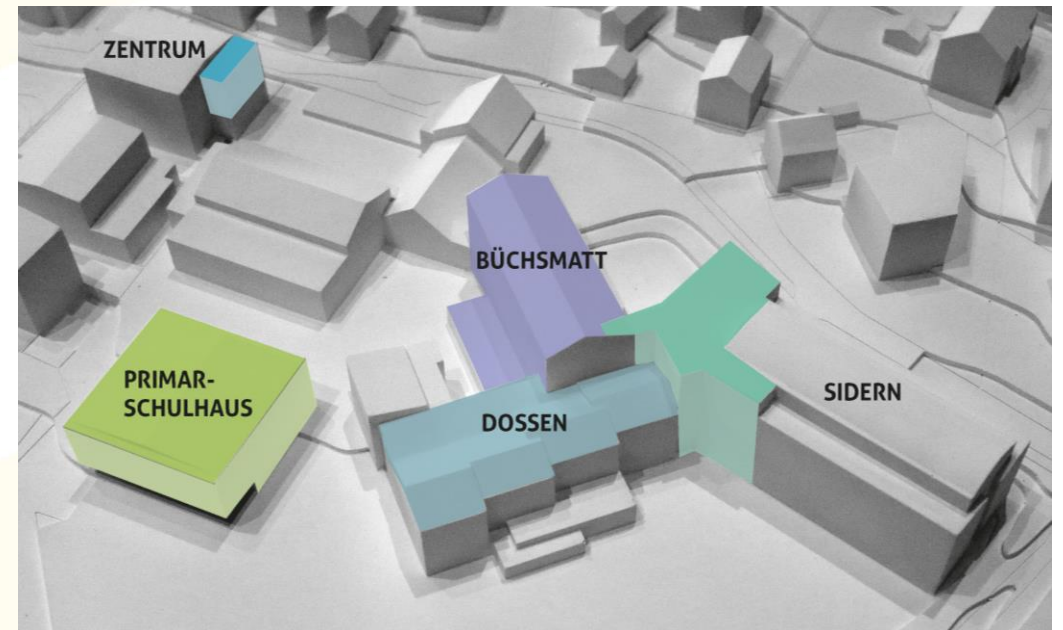 ZENTRUM
BÜCHSMATT
PRIMAR-
SCHULHAUS
DOSSEN
SIDERN